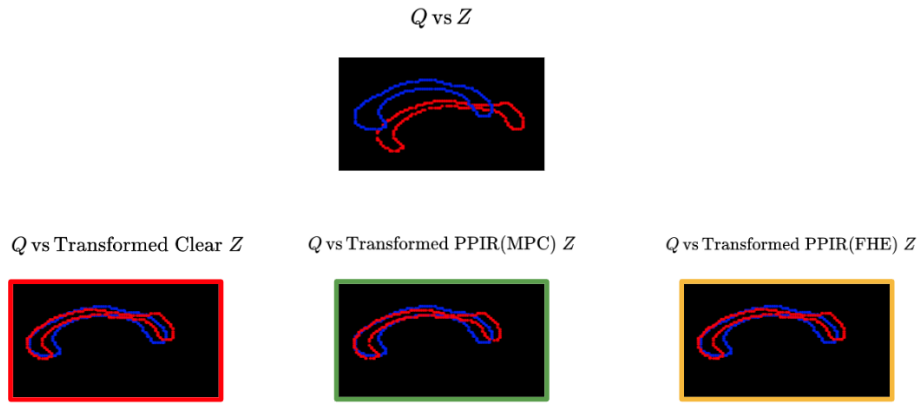 Q vs Z
Q vs Transformed Clear Z
Q vs Transformed PPIR(MPC) Z
Q vs Transformed PPIR(FHE) Z